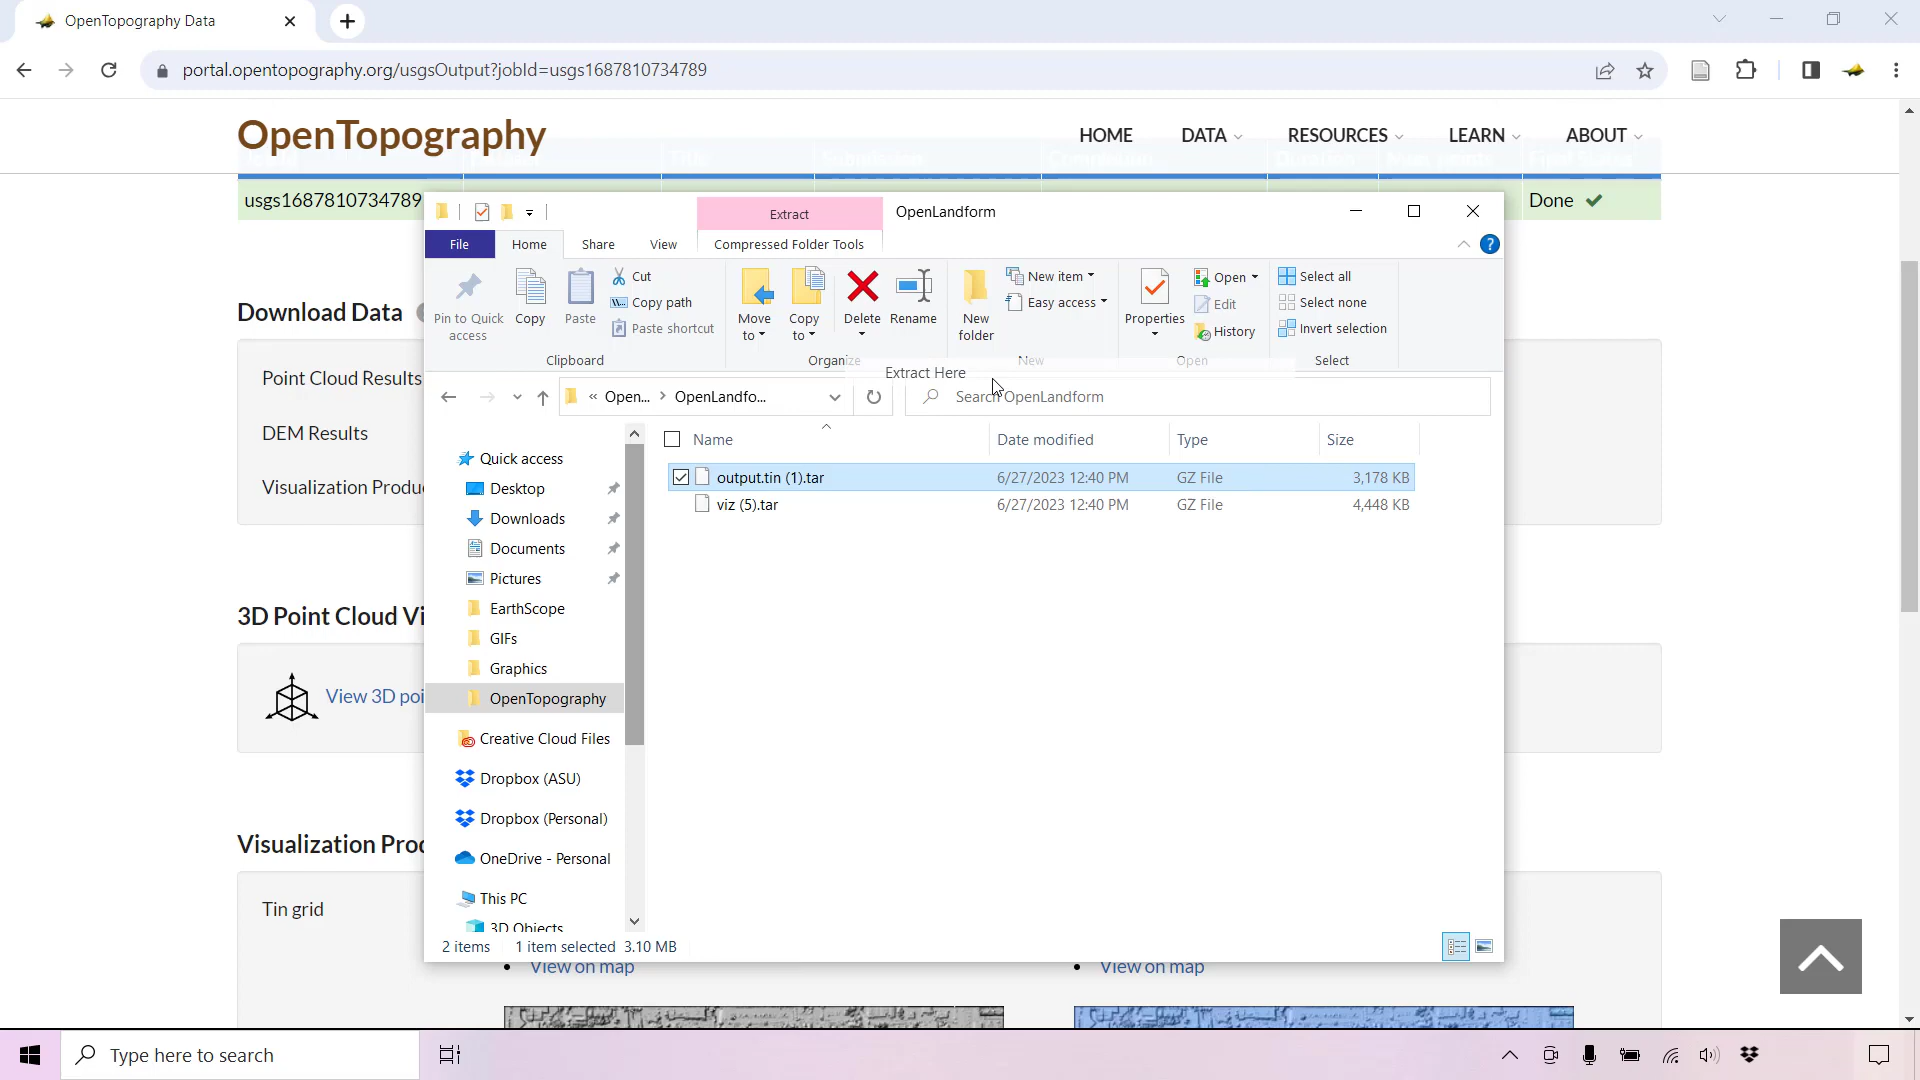 OpenTopography Data
portal.opentopography.org/usgsOutput?jobId=usgs1687810734789
OpenTopography
HOME
DATA
RESOURCES
LEARN
ABOUT
usgs1687810734789
Done
Extract
OpenLandform
File
Home
Share
View
Compressed Folder Tools
Pin to Quick
access
Copy
Paste
Cut
Copy path
Paste shortcut
Clipboard
Move
to
Copy
to
Delete
Rename
Organize
New
folder
New item
Easy access
New
Properties
Open
Edit
History
Open
Select all
Select none
Invert selection
Select
Extract Here
« Open...
OpenLandfo...
Search OpenLandform
Name
Date modified
Type
Size
output.tin (1).tar
6/27/2023 12:40 PM
GZ File
3,178 KB
viz (5).tar
6/27/2023 12:40 PM
GZ File
4,448 KB
Quick access
Desktop
Downloads
Documents
Pictures
EarthScope
GIFs
Graphics
OpenTopography
Creative Cloud Files
Dropbox (ASU)
Dropbox (Personal)
OneDrive - Personal
This PC
3D Objects
2 items
1 item selected 3.10 MB
Download Data
Point Cloud Results
DEM Results
Visualization Produ
3D Point Cloud Vi
View 3D poi
Visualization Proc
Tin grid
View on map
View on map
Type here to search